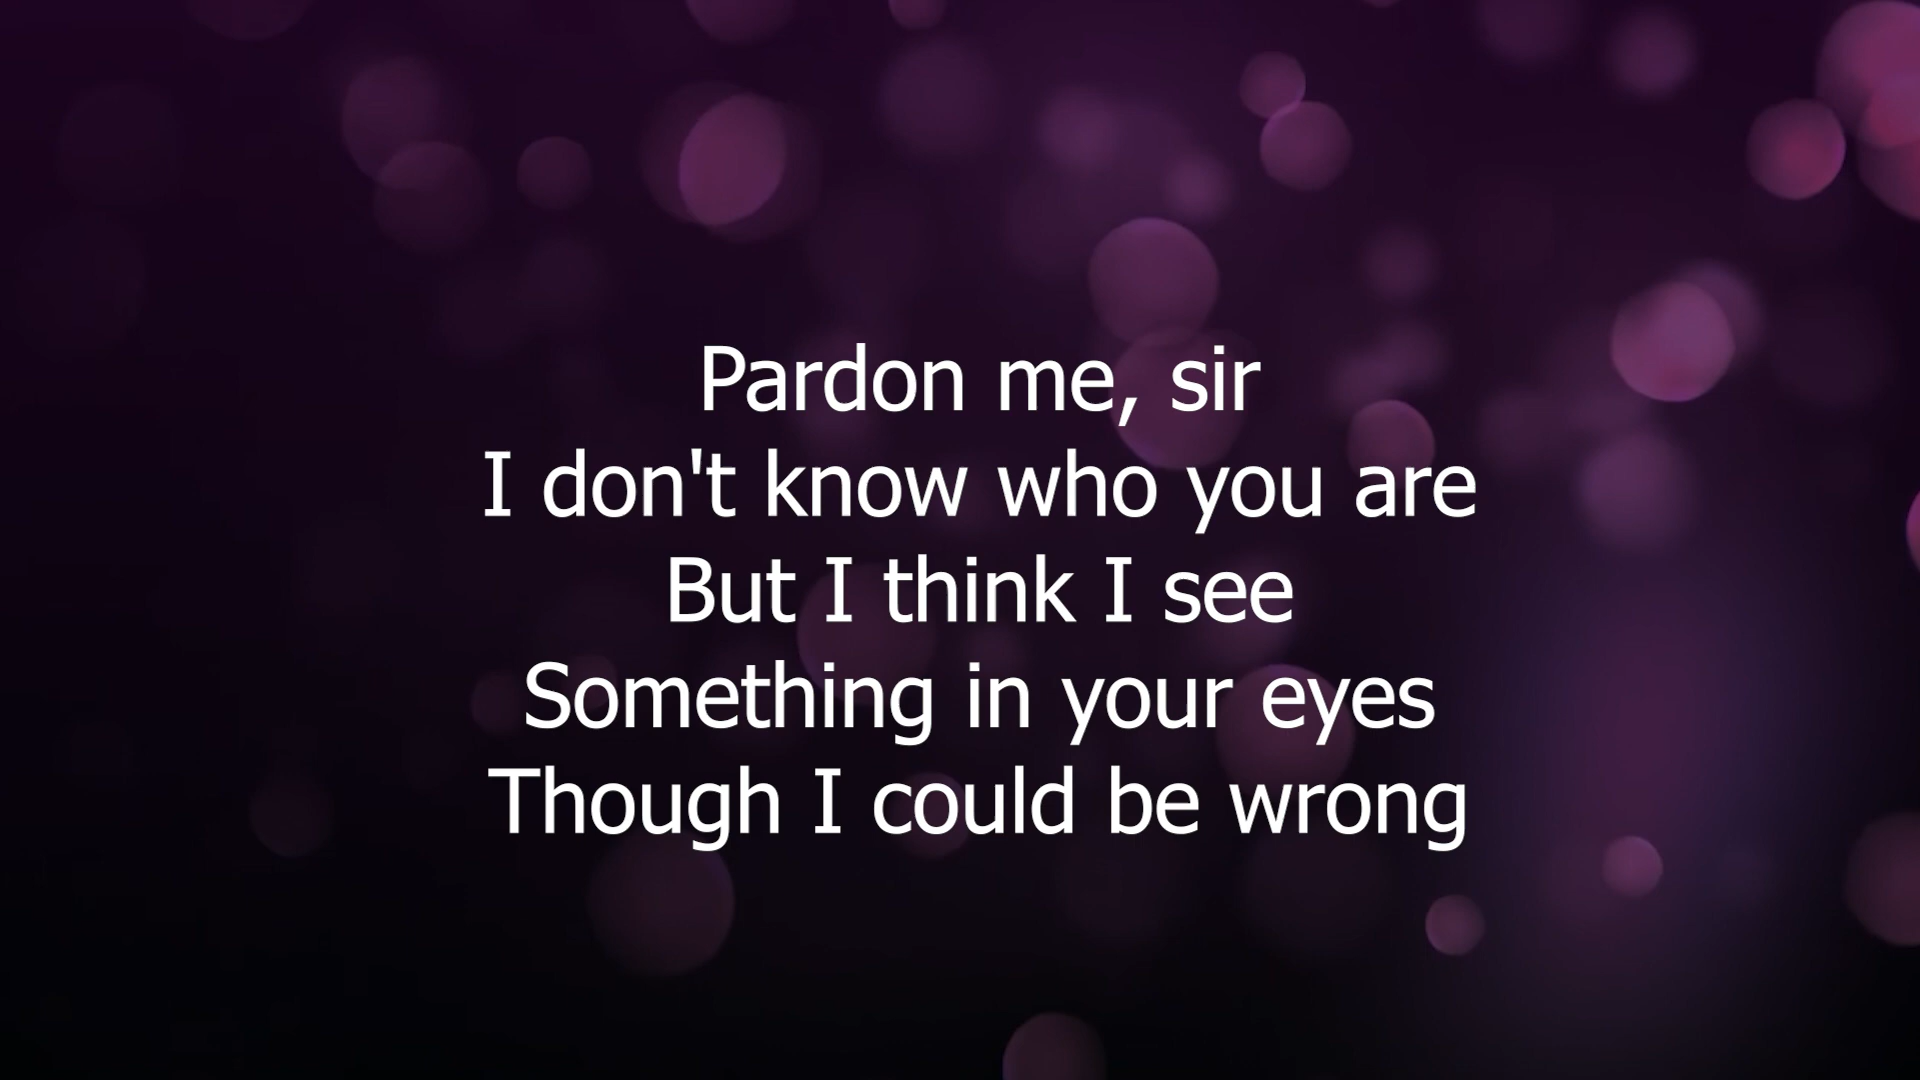 Pardon me, sir
I don't know who you are
But I think I see
Something in your eyes
Though I could be wrong